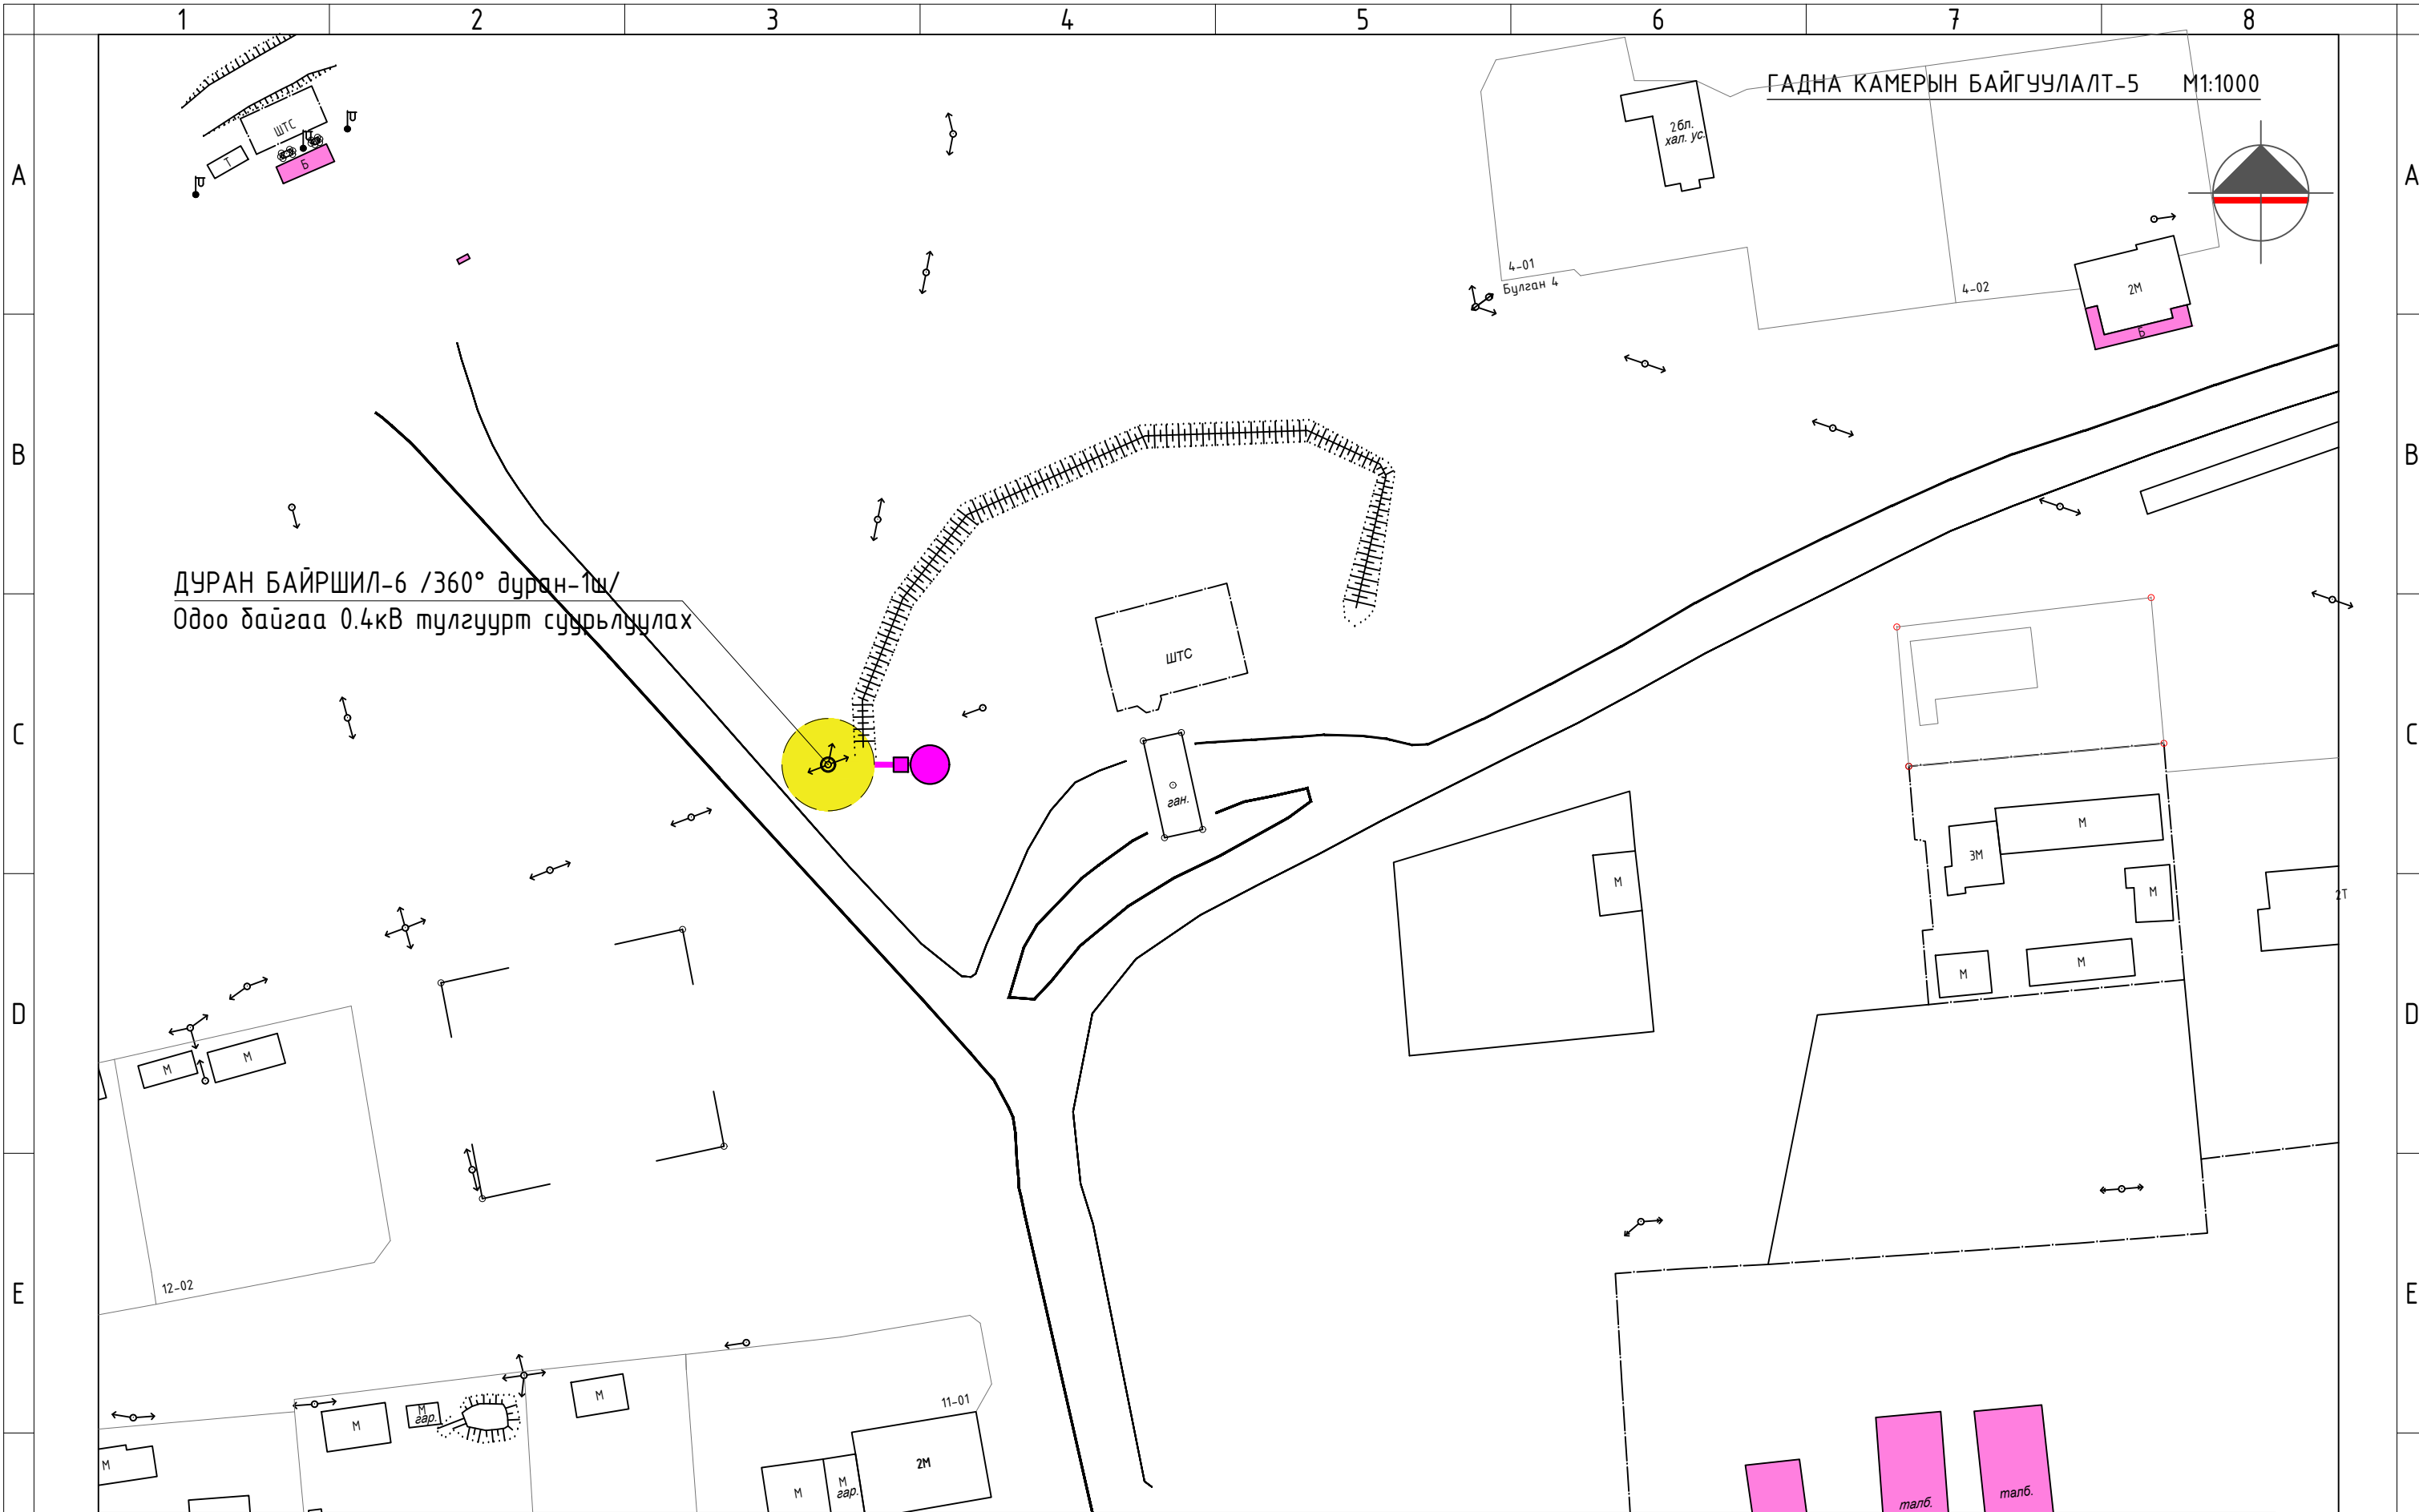 1 2 3 4 5 6 7 8
ГАДНА КАМЕРЫН БАЙГУУЛАЛТ-5 М1:1000
ШТС
Т
Б
2бл.
хал. ус.
A A
4-01
Булган 4
4-02
2М
Б
B B
ДУРАН БАЙРШИЛ-6 /360° дуран-1ш/
Одоо байгаа 0.4кВ тулгуурт суурьлуулах
ШТС
C C
ган.
М
3М
М
М
2Т
М
М
D D
М
М
12-02
E E
11-01
М
М
гар.
М
2М
М
М
М
гар.
талб.
талб.